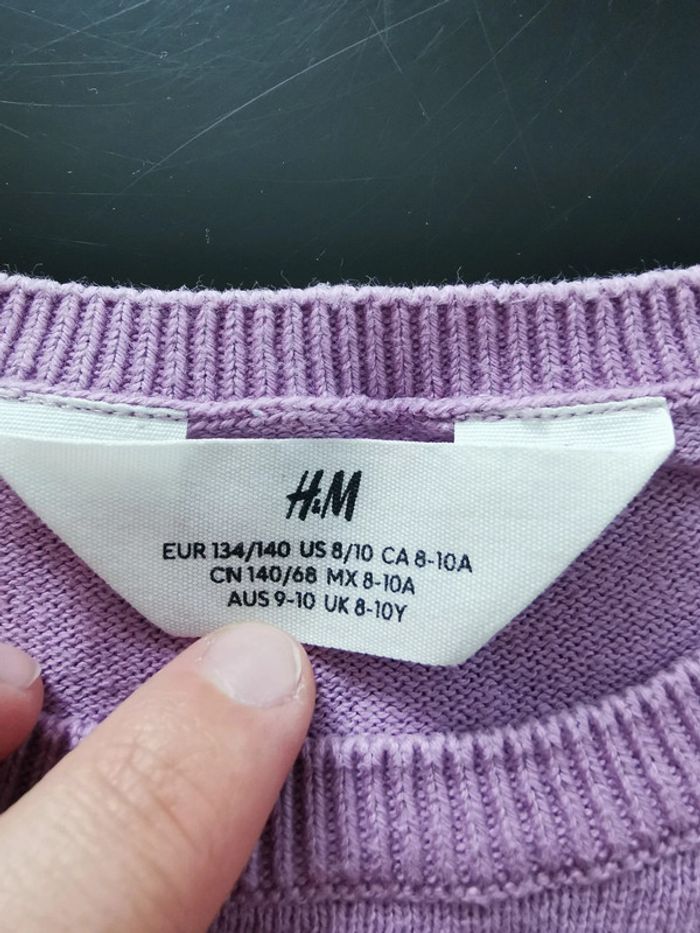 H&M
EUR 134/140 US 8/10 CA 8-10A
CN 140/68 MX 8-10A
AUS 9-10 UK 8-10Y